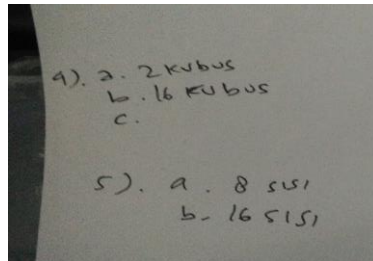 4). a. 2 kubus
b. 16 kubus
c.
5). a. 8 sisi
b. 16 sisi